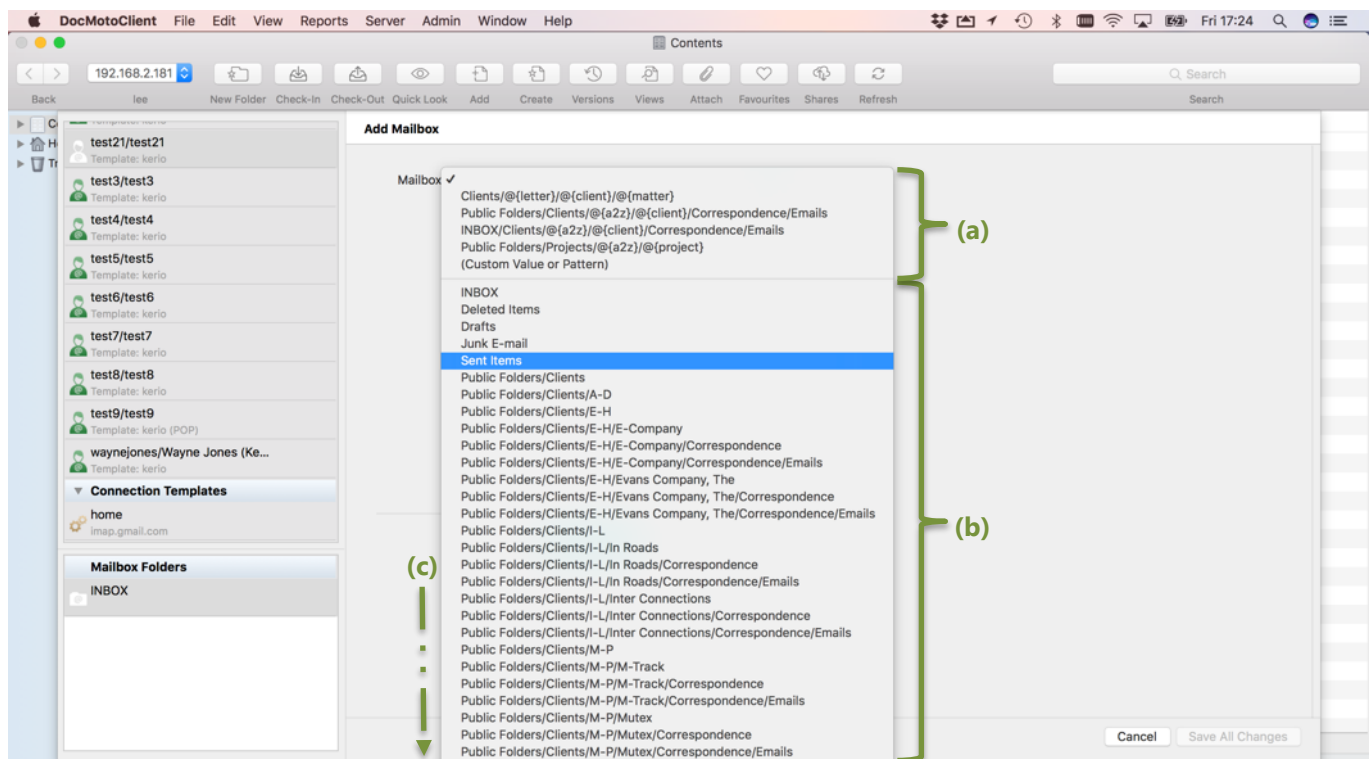 DocMotoClient File Edit View Reports Server Admin Window Help Fri 17:24
Contents
192.168.2.181 Search
Back lee New Folder Check-In Check-Out Quick Look Add Create Versions Views Attach Favourites Shares Refresh Search
test21/test21
Template: kerio
test3/test3
Template: kerio
test4/test4
Template: kerio
test5/test5
Template: kerio
test6/test6
Template: kerio
test7/test7
Template: kerio
test8/test8
Template: kerio
test9/test9
Template: kerio (POP)
waynejones/Wayne Jones (Ke...
Template: kerio
Connection Templates
home
imap.gmail.com
Mailbox Folders
INBOX
Add Mailbox
Mailbox ✓
Clients/@{letter}/@{client}/@{matter}
Public Folders/Clients/@{a2z}/@{client}/Correspondence/Emails
INBOX/Clients/@{a2z}/@{client}/Correspondence/Emails
Public Folders/Projects/@{a2z}/@{project}
(Custom Value or Pattern)
(a)
INBOX
Deleted Items
Drafts
Junk E-mail
Sent Items
Public Folders/Clients
Public Folders/Clients/A-D
Public Folders/Clients/E-H
Public Folders/Clients/E-H/E-Company
Public Folders/Clients/E-H/E-Company/Correspondence
Public Folders/Clients/E-H/E-Company/Correspondence/Emails
Public Folders/Clients/E-H/Evans Company, The
Public Folders/Clients/E-H/Evans Company, The/Correspondence
Public Folders/Clients/E-H/Evans Company, The/Correspondence/Emails
Public Folders/Clients/I-L
Public Folders/Clients/I-L/In Roads
Public Folders/Clients/I-L/In Roads/Correspondence
Public Folders/Clients/I-L/In Roads/Correspondence/Emails
Public Folders/Clients/I-L/Inter Connections
Public Folders/Clients/I-L/Inter Connections/Correspondence
Public Folders/Clients/I-L/Inter Connections/Correspondence/Emails
Public Folders/Clients/M-P
Public Folders/Clients/M-P/M-Track
Public Folders/Clients/M-P/M-Track/Correspondence
Public Folders/Clients/M-P/M-Track/Correspondence/Emails
Public Folders/Clients/M-P/Mutex
Public Folders/Clients/M-P/Mutex/Correspondence
Public Folders/Clients/M-P/Mutex/Correspondence/Emails
(b)
(c)
Cancel Save All Changes